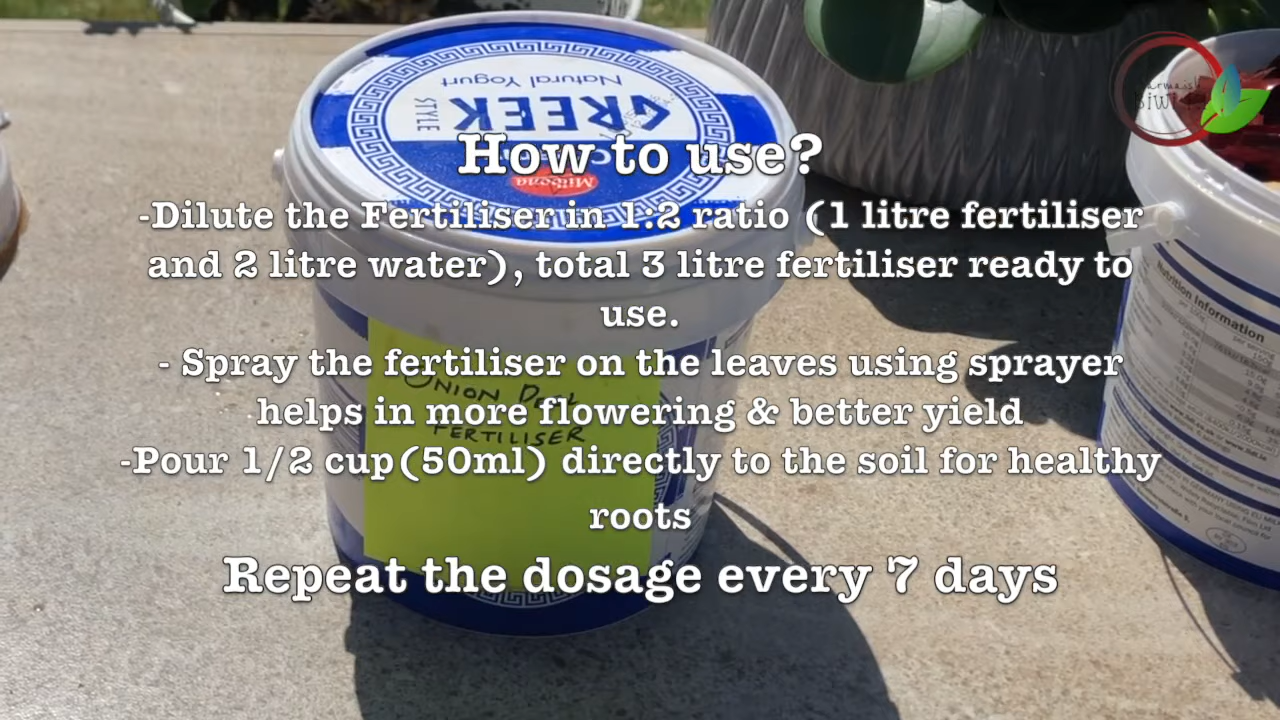 Natural Yogurt
GREEK
STYLE
Milbona
How to use?
-Dilute the Fertiliser in 1:2 ratio (1 litre fertiliser
and 2 litre water), total 3 litre fertiliser ready to
use.
- Spray the fertiliser on the leaves using sprayer
helps in more flowering & better yield
-Pour 1/2 cup(50ml) directly to the soil for healthy
roots
Repeat the dosage every 7 days
ONION PEEL
FERTILISER
Nutrition Information